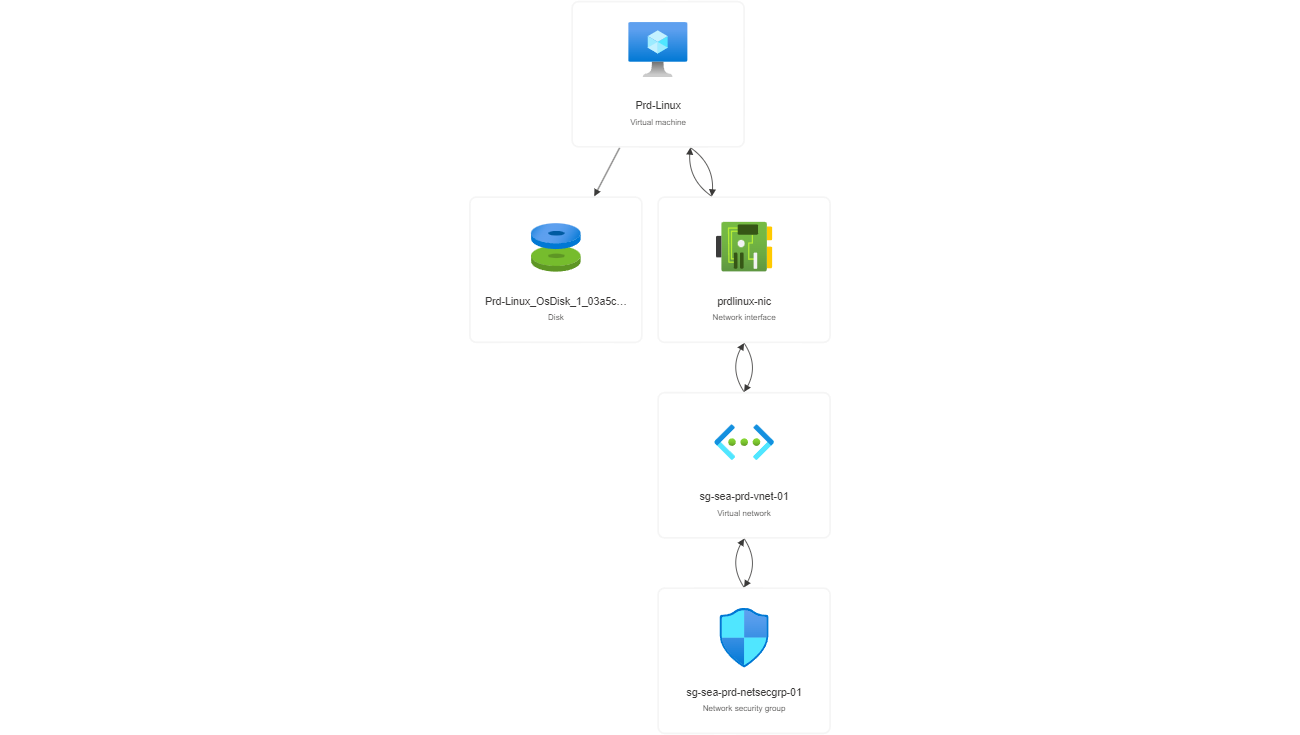 Prd-Linux
Virtual machine
Prd-Linux_OsDisk_1_03a5c...
Disk
prdlinux-nic
Network interface
sg-sea-prd-vnet-01
Virtual network
sg-sea-prd-netsecgrp-01
Network security group